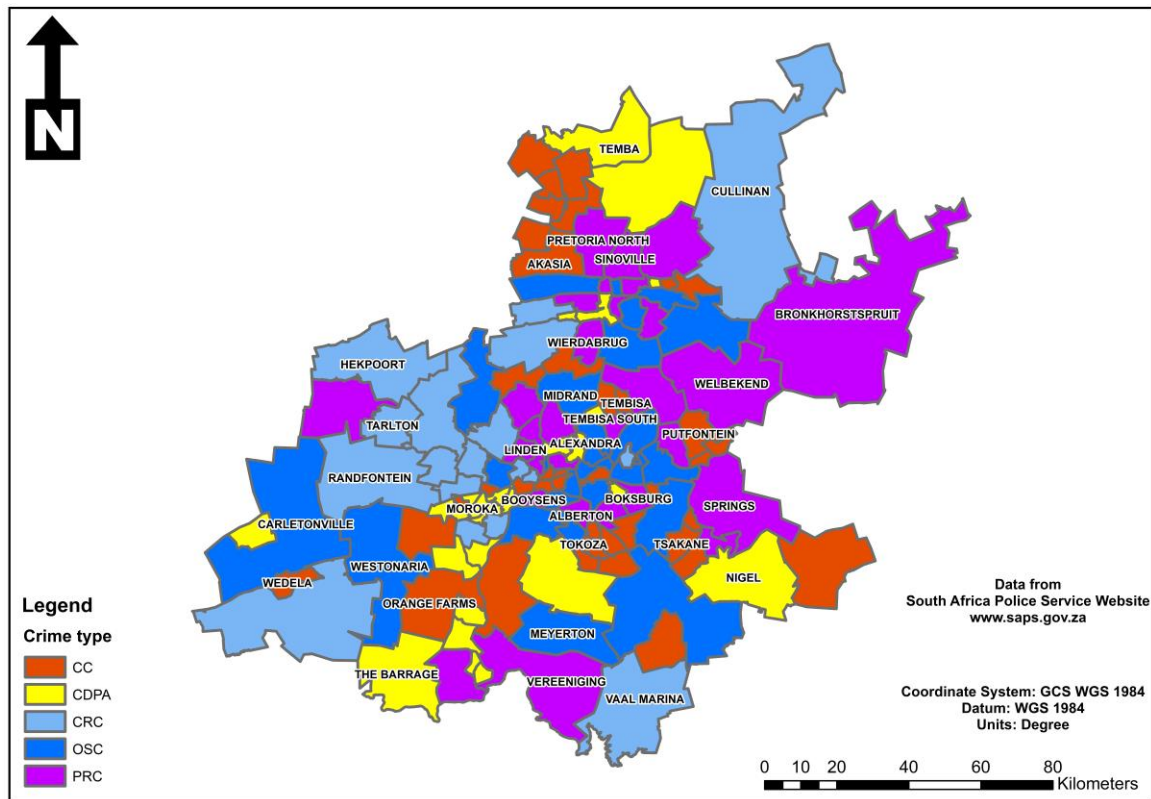 N
TEMBA
CULLINAN
PRETORIA NORTH
SINOVILLE
AKASIA
BRONKHORSTSPRUIT
WIERDABRUG
HEKPOORT
WELBEKEND
MIDRAND
TEMBISA
TEMBISA SOUTH
TARLTON
PUTFONTEIN
ALEXANDRA
LINDEN
RANDFONTEIN
BOOYSENS
BOKSBURG
SPRINGS
MOROKA
ALBERTON
CARLETONVILLE
TOKOZA
TSAKANE
WESTONARIA
NIGEL
WEDELA
ORANGE FARMS
MEYERTON
THE BARRAGE
VEREENIGING
VAAL MARINA
Legend
Crime type
CC
CDPA
CRC
OSC
PRC
Data from
South Africa Police Service Website
www.saps.gov.za
Coordinate System: GCS WGS 1984
Datum: WGS 1984
Units: Degree
0 5 10 20 40 60 80
Kilometers